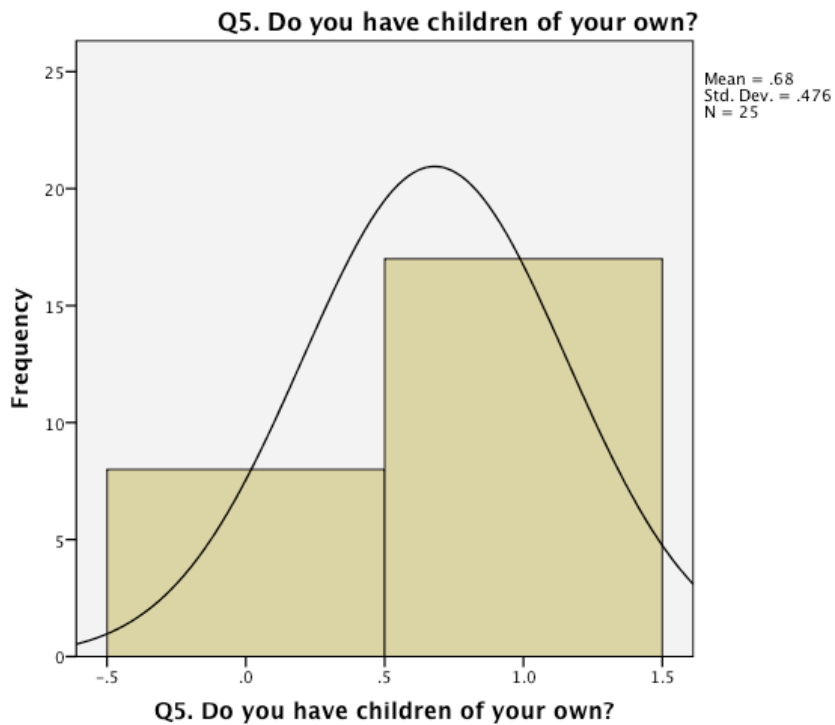 Q5. Do you have children of your own?
Mean = .68
Std. Dev. = .476
N = 25
Frequency
25
20
15
10
5
0
-.5 .0 .5 1.0 1.5
Q5. Do you have children of your own?